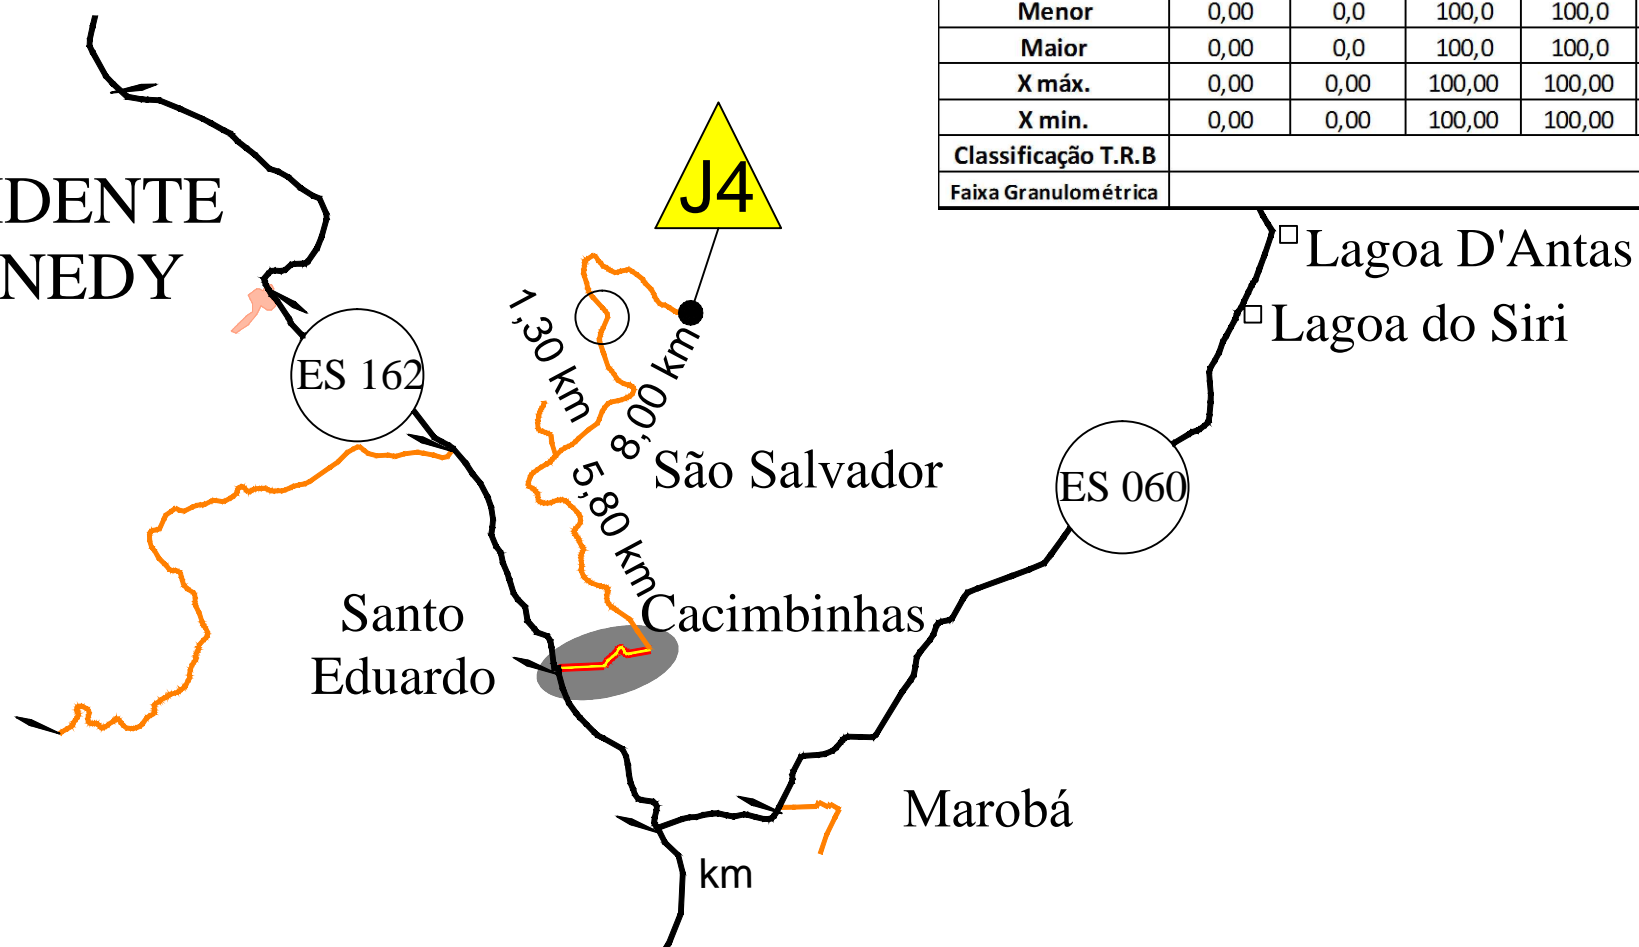 Menor 0,00 0,0 100,0 100,0
Maior 0,00 0,0 100,0 100,0
X máx. 0,00 0,00 100,00 100,00
X min. 0,00 0,00 100,00 100,00
Classificação T.R.B
Faixa Granulométrica
J4
IDENTE
NEDY
Lagoa D'Antas
Lagoa do Siri
ES 162
1,30 km
8,00 km
São Salvador
5,80 km
ES 060
Santo
Eduardo
Cacimbinhas
Marobá
km